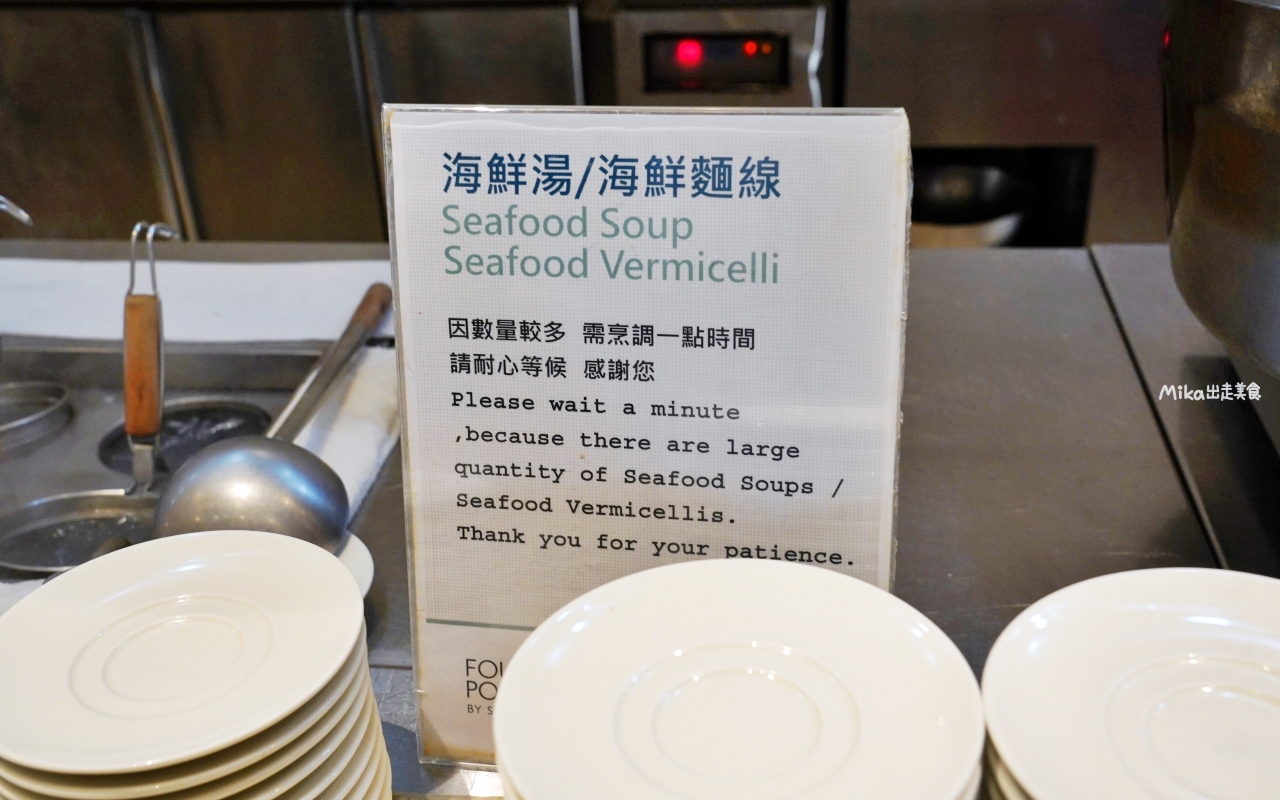 海鮮湯/海鮮麵線
Seafood Soup
Seafood Vermicelli
因數量較多 需烹調一點時間
請耐心等候 感謝您
Please wait a minute
,because there are large
quantity of Seafood Soups /
Seafood Vermicellis.
Thank you for your patience.
Mika出走美食
BY